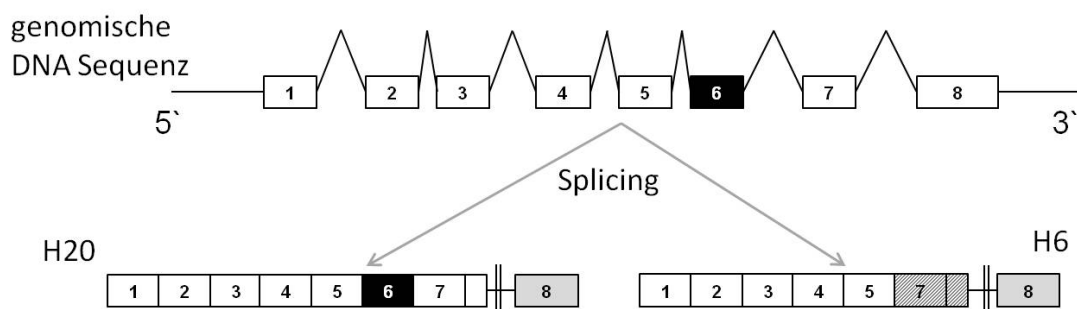 genomische
DNA Sequenz
1 2 3 4 5 6 7 8
5` 3`
Splicing
H20 H6
1 2 3 4 5 6 7 8 1 2 3 4 5 7 8